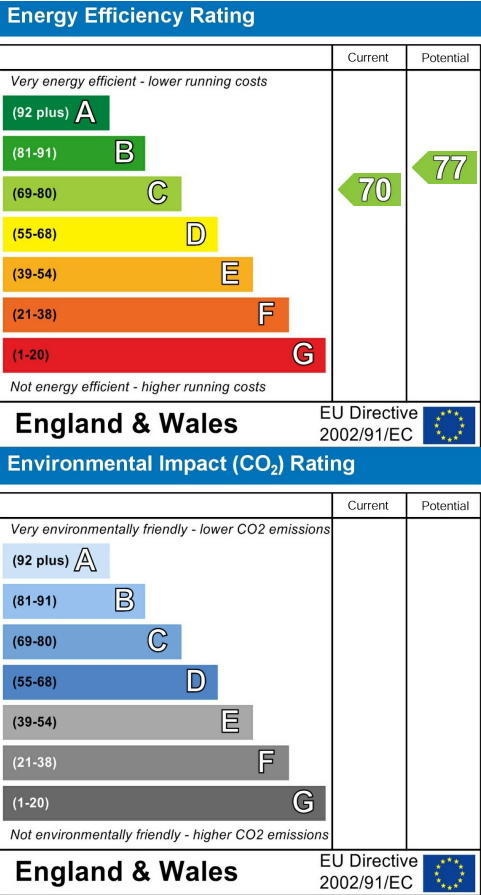 Energy Efficiency Rating
Current Potential
Very energy efficient - lower running costs
(92 plus) A
(81-91) B
77
(69-80) C
70
(55-68) D
(39-54) E
(21-38) F
(1-20) G
Not energy efficient - higher running costs
England & Wales
EU Directive
2002/91/EC
Environmental Impact (CO₂) Rating
Current Potential
Very environmentally friendly - lower CO2 emissions
(92 plus) A
(81-91) B
(69-80) C
(55-68) D
(39-54) E
(21-38) F
(1-20) G
Not environmentally friendly - higher CO2 emissions
England & Wales
EU Directive
2002/91/EC